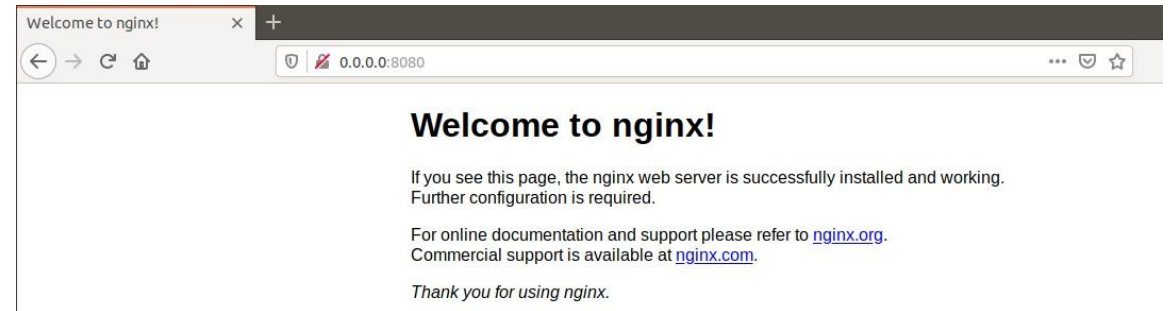 Welcome to nginx!
0.0.0.0:8080
Welcome to nginx!
If you see this page, the nginx web server is successfully installed and working.
Further configuration is required.
For online documentation and support please refer to nginx.org.
Commercial support is available at nginx.com.
Thank you for using nginx.